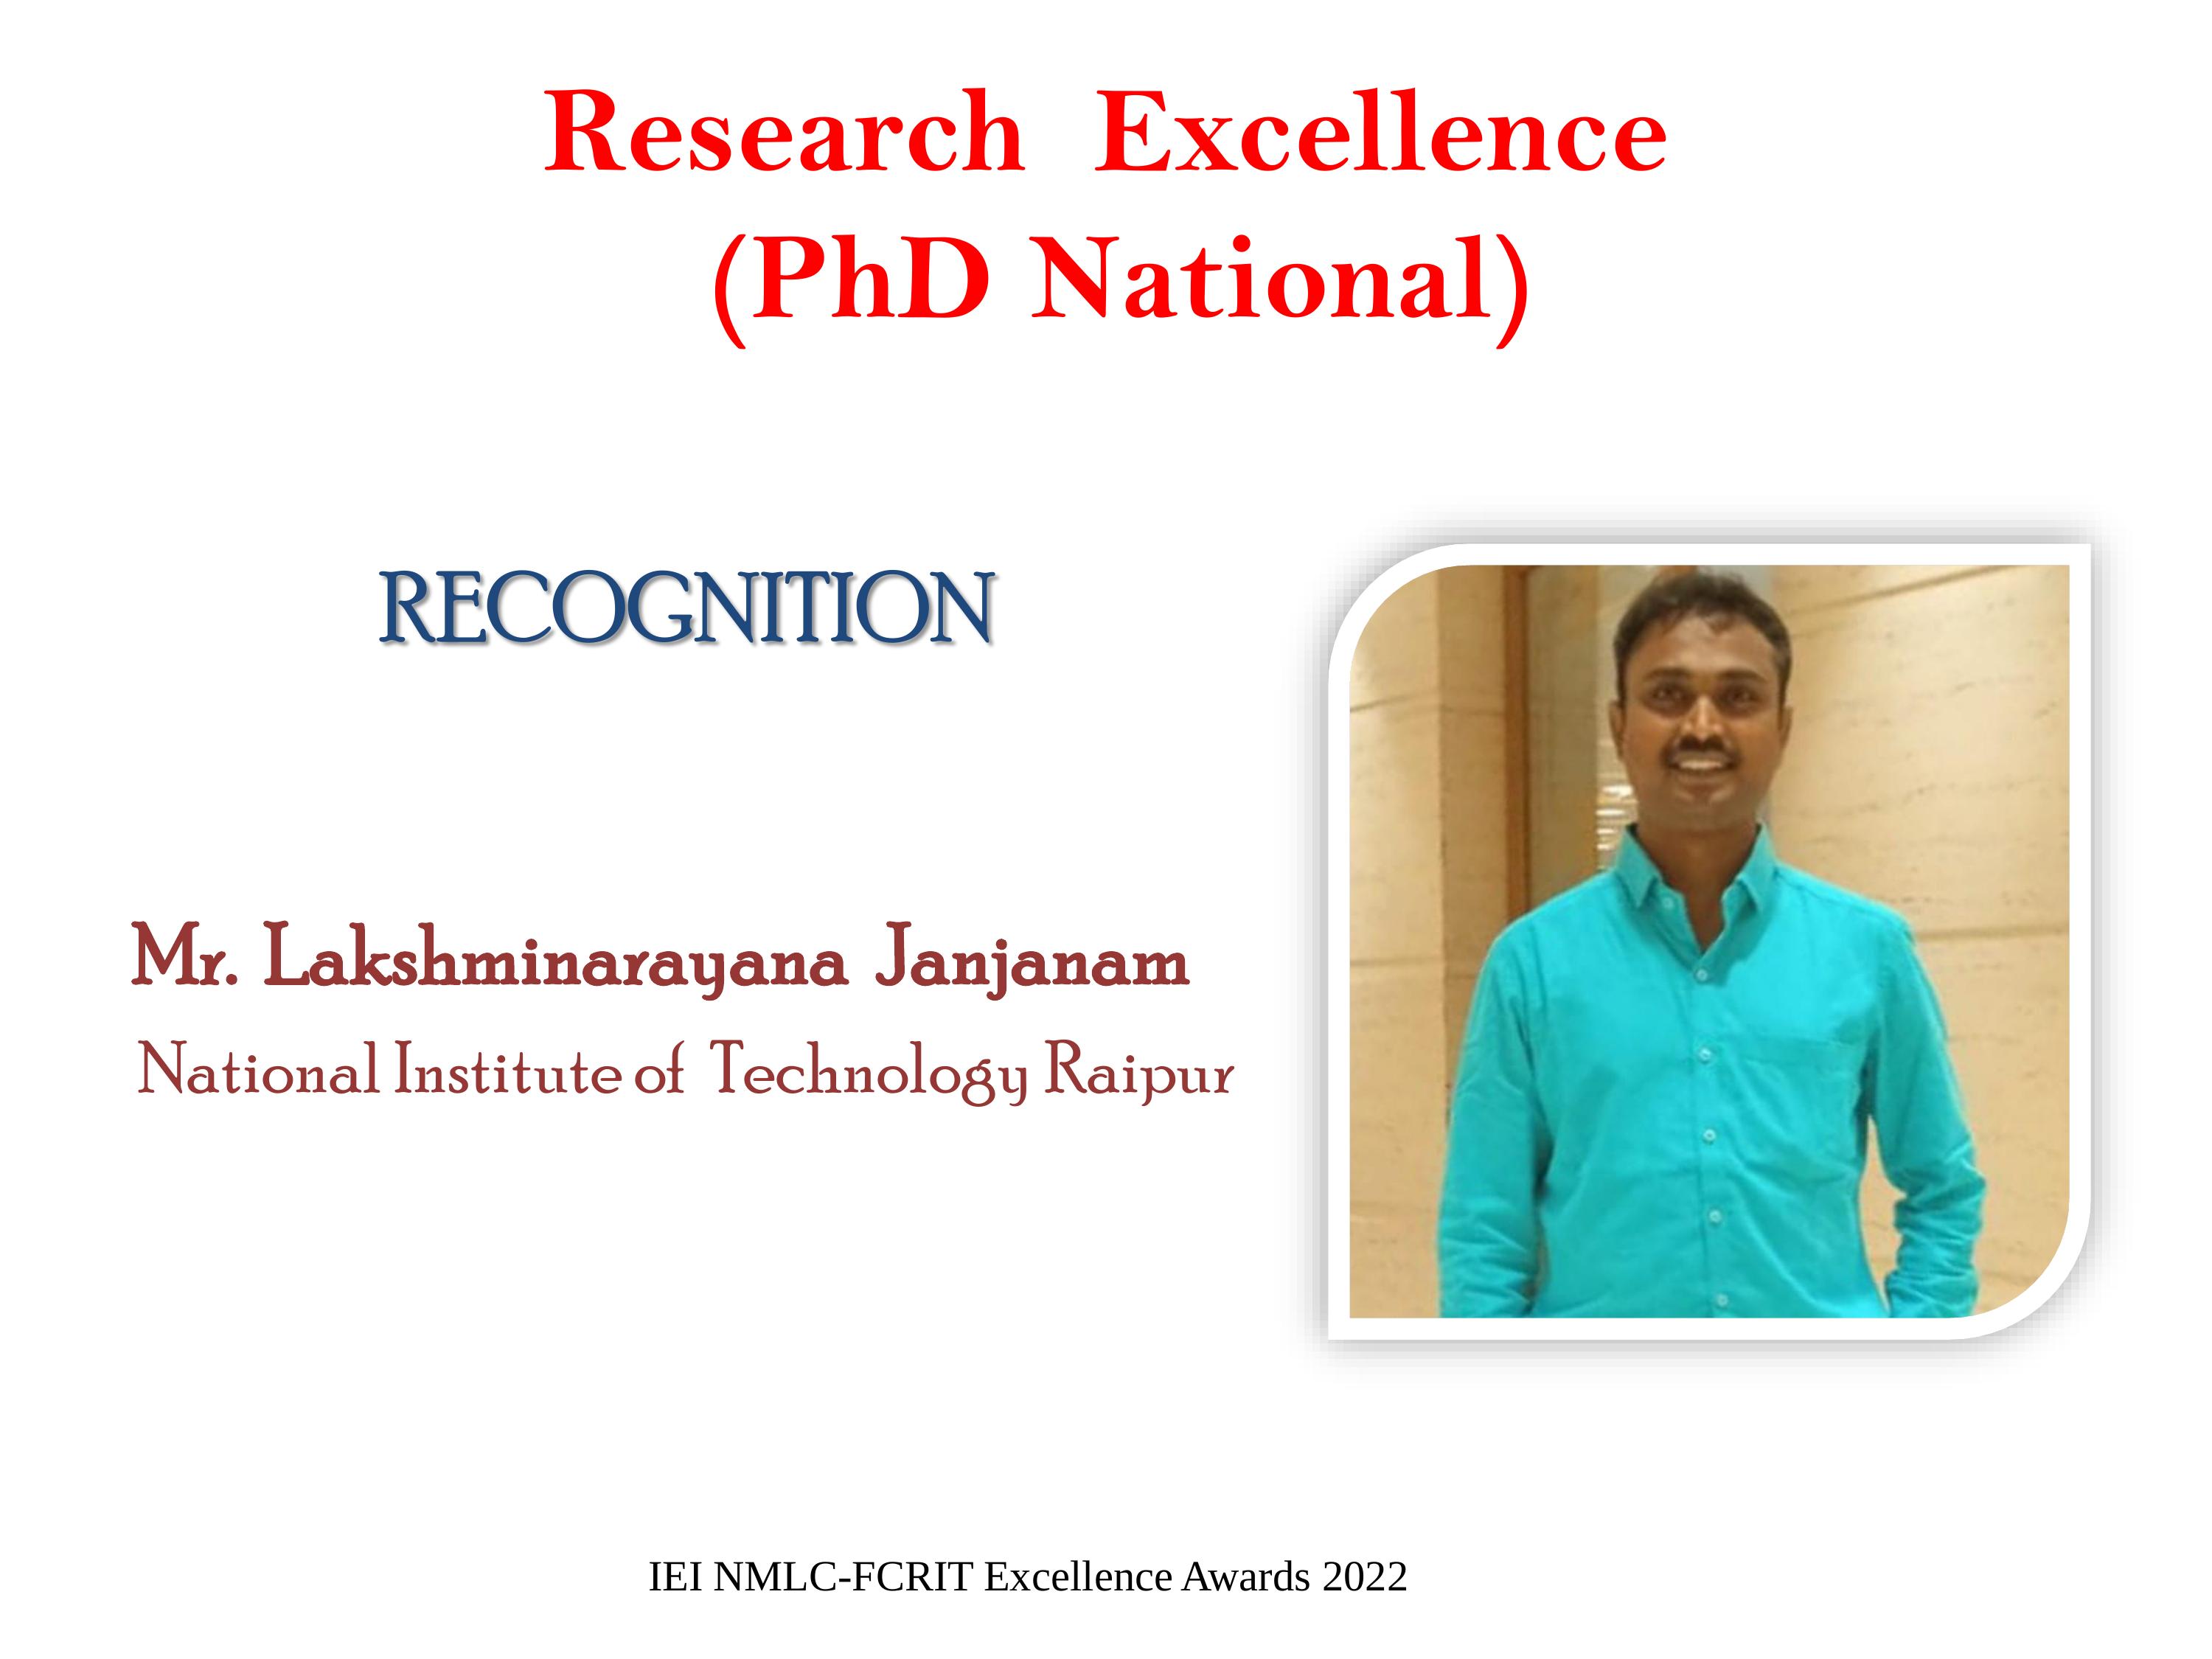 Research Excellence
(PhD National)
RECOGNITION
Mr. Lakshminarayana Janjanam
National Institute of Technology Raipur
IEI NMLC-FCRIT Excellence Awards 2022